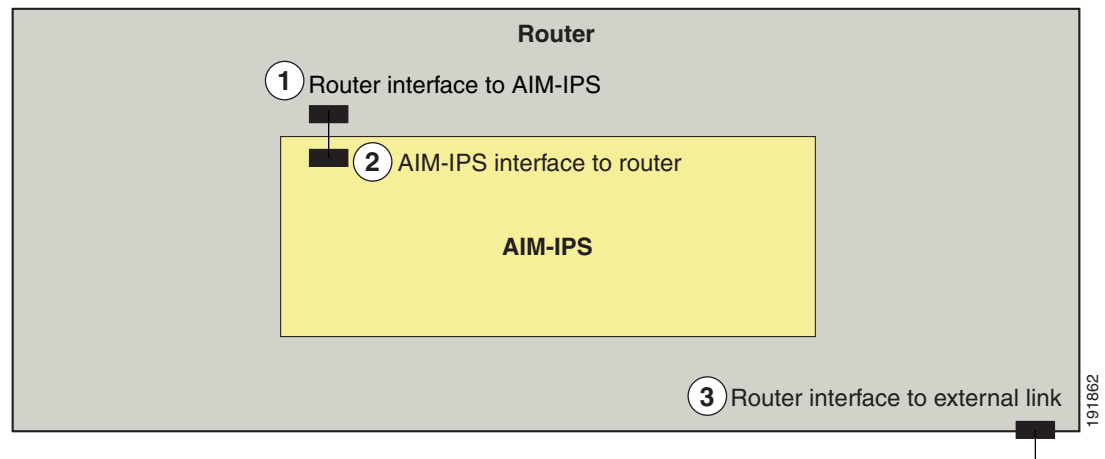 Router
1 Router interface to AIM-IPS
2 AIM-IPS interface to router
AIM-IPS
3 Router interface to external link
191862